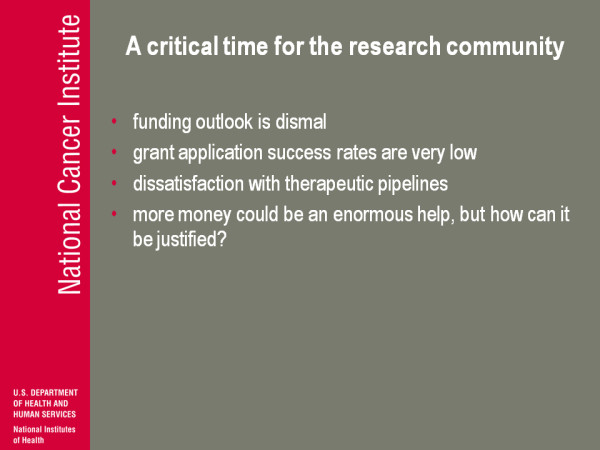 National Cancer Institute
A critical time for the research community
• funding outlook is dismal
• grant application success rates are very low
• dissatisfaction with therapeutic pipelines
• more money could be an enormous help, but how can it
be justified?
U.S. DEPARTMENT
OF HEALTH AND
HUMAN SERVICES
National Institutes
of Health